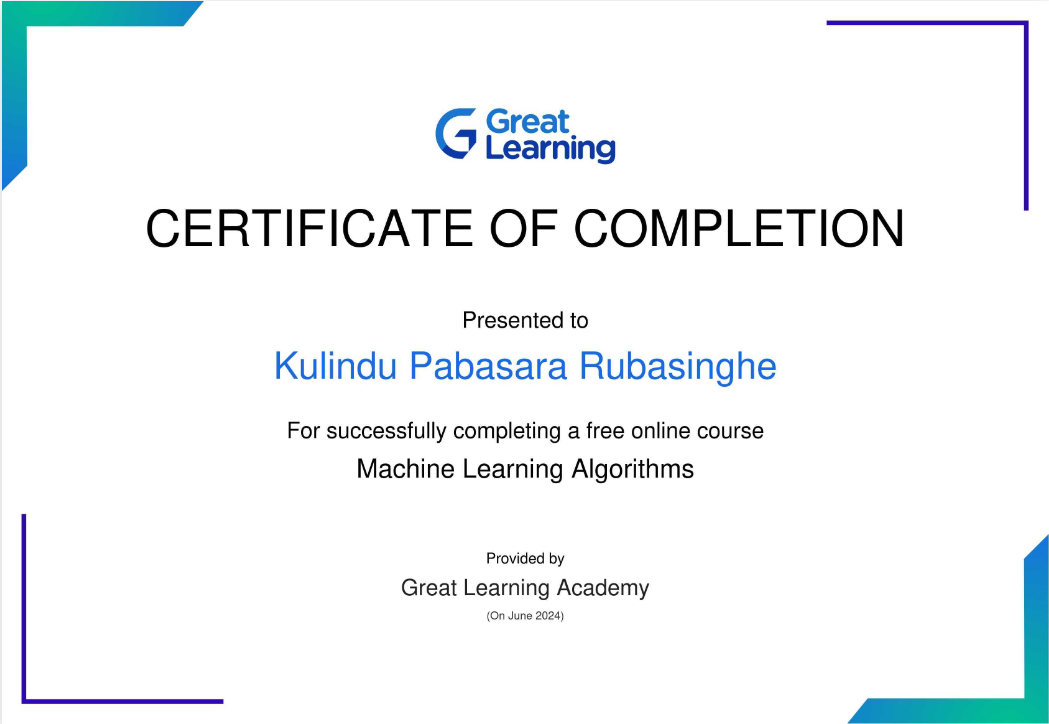 Great
Learning
CERTIFICATE OF COMPLETION
Presented to
Kulindu Pabasara Rubasinghe
For successfully completing a free online course
Machine Learning Algorithms
Provided by
Great Learning Academy
(On June 2024)